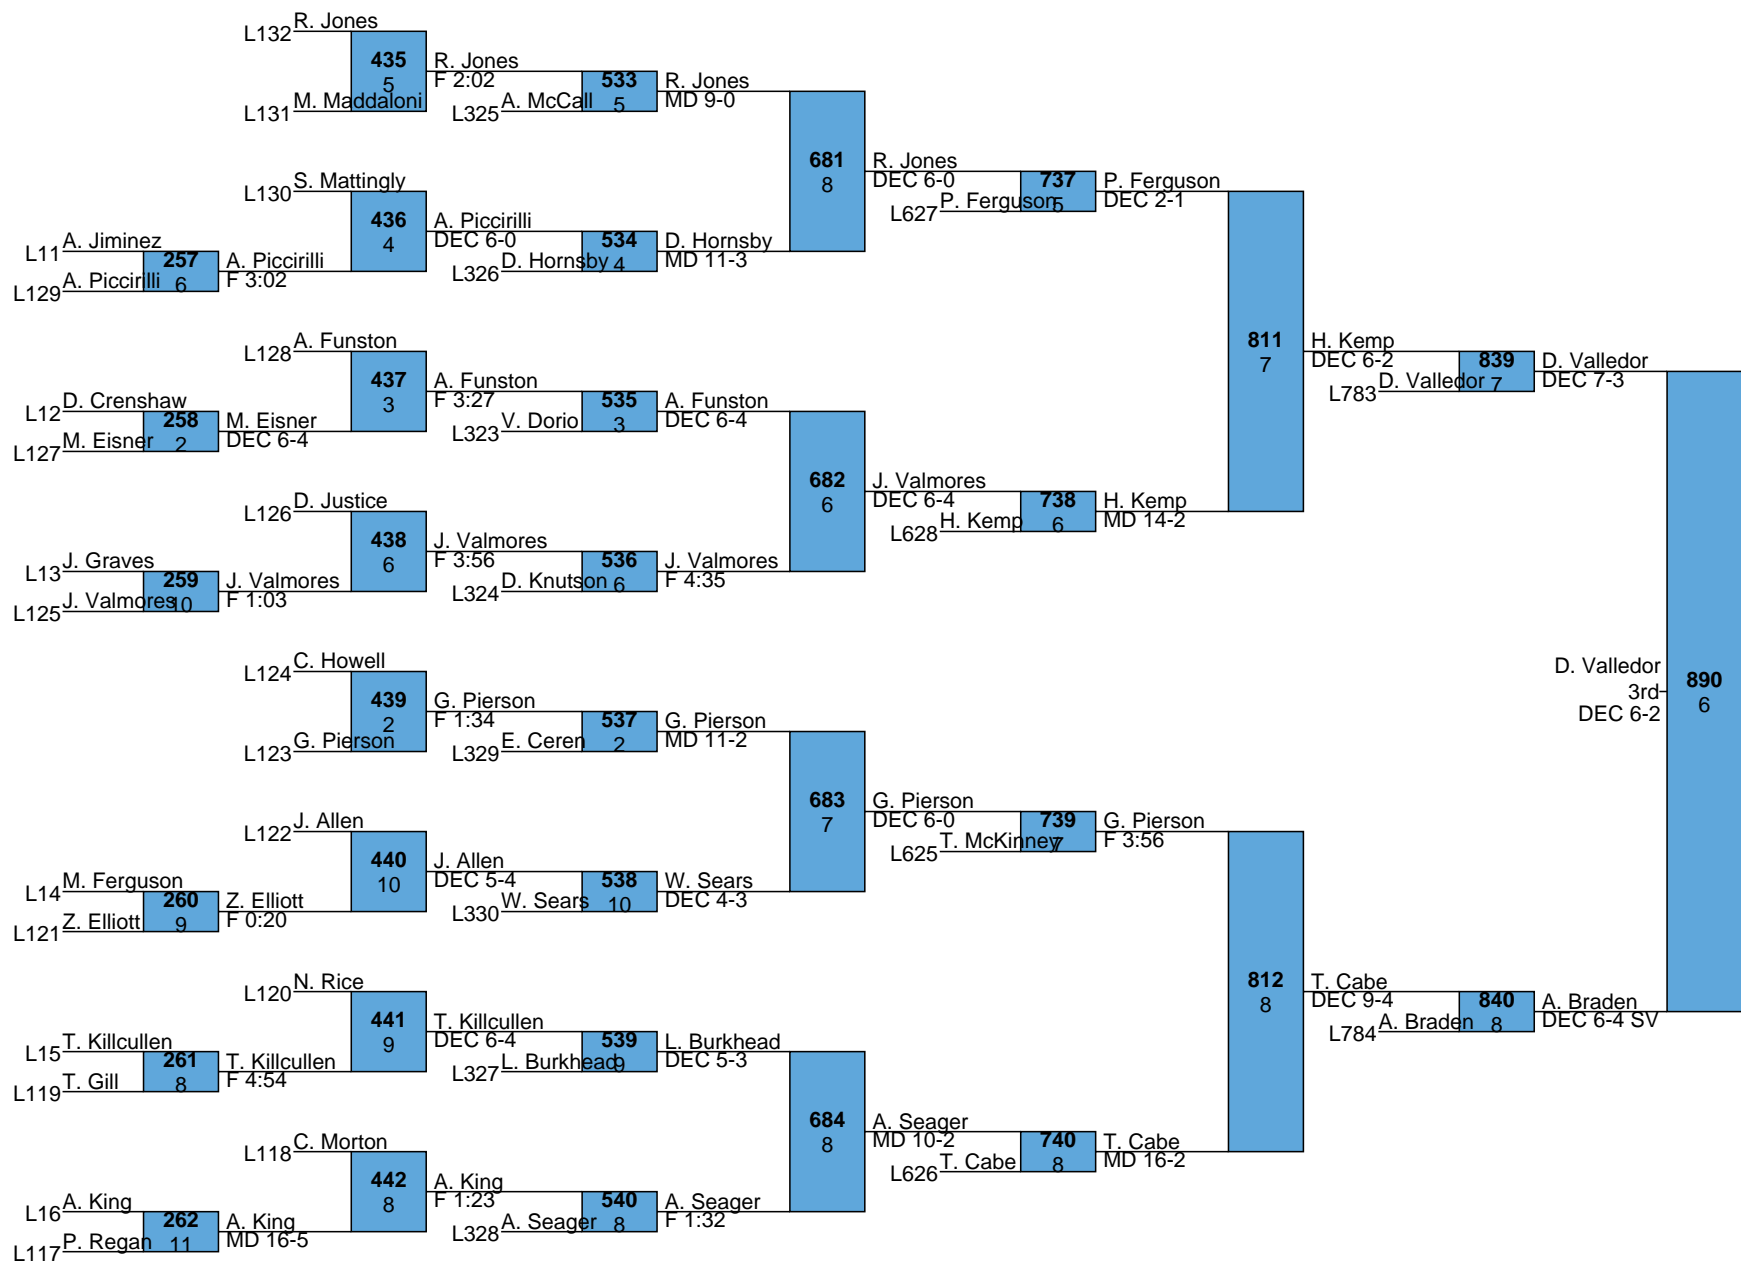 R. Jones
L132
435
5
R. Jones
F 2:02
M. Maddaloni
L131
533
5
A. McCall
L325
R. Jones
MD 9-0
681
8
S. Mattingly
L130
436
4
A. Piccirilli
DEC 6-0
A. Jiminez
L11
257
6
A. Piccirilli
L129
A. Piccirilli
F 3:02
534
4
D. Hornsby
L326
D. Hornsby
MD 11-3
R. Jones
DEC 6-0
737
5
P. Ferguson
L627
P. Ferguson
DEC 2-1
A. Funston
L128
437
3
A. Funston
F 3:27
D. Crenshaw
L12
258
2
M. Eisner
L127
M. Eisner
DEC 6-4
535
3
V. Dorio
L323
A. Funston
DEC 6-4
682
6
D. Justice
L126
438
6
J. Valmores
F 3:56
J. Graves
L13
259
10
J. Valmores
L125
J. Valmores
F 1:03
536
6
D. Knutson
L324
J. Valmores
F 4:35
J. Valmores
DEC 6-4
738
6
H. Kemp
L628
H. Kemp
MD 14-2
811
7
H. Kemp
DEC 6-2
839
7
D. Valledor
L783
D. Valledor
DEC 7-3
C. Howell
L124
439
2
G. Pierson
L123
G. Pierson
F 1:34
537
2
E. Ceren
L329
G. Pierson
MD 11-2
683
7
J. Allen
L122
440
10
J. Allen
DEC 5-4
M. Ferguson
L14
260
9
Z. Elliott
L121
Z. Elliott
F 0:20
538
10
W. Sears
L330
W. Sears
DEC 4-3
G. Pierson
DEC 6-0
739
7
T. McKinney
L625
G. Pierson
F 3:56
D. Valledor
3rd
DEC 6-2
890
6
N. Rice
L120
441
9
T. Killcullen
DEC 6-4
T. Killcullen
L15
261
8
T. Gill
L119
T. Killcullen
F 4:54
539
9
L. Burkhead
L327
L. Burkhead
DEC 5-3
684
8
C. Morton
L118
442
8
A. King
F 1:23
A. King
L16
262
11
P. Regan
L117
A. King
MD 16-5
540
8
A. Seager
L328
A. Seager
F 1:32
A. Seager
MD 10-2
740
8
T. Cabe
L626
T. Cabe
MD 16-2
812
8
T. Cabe
DEC 9-4
840
8
A. Braden
L784
A. Braden
DEC 6-4 SV